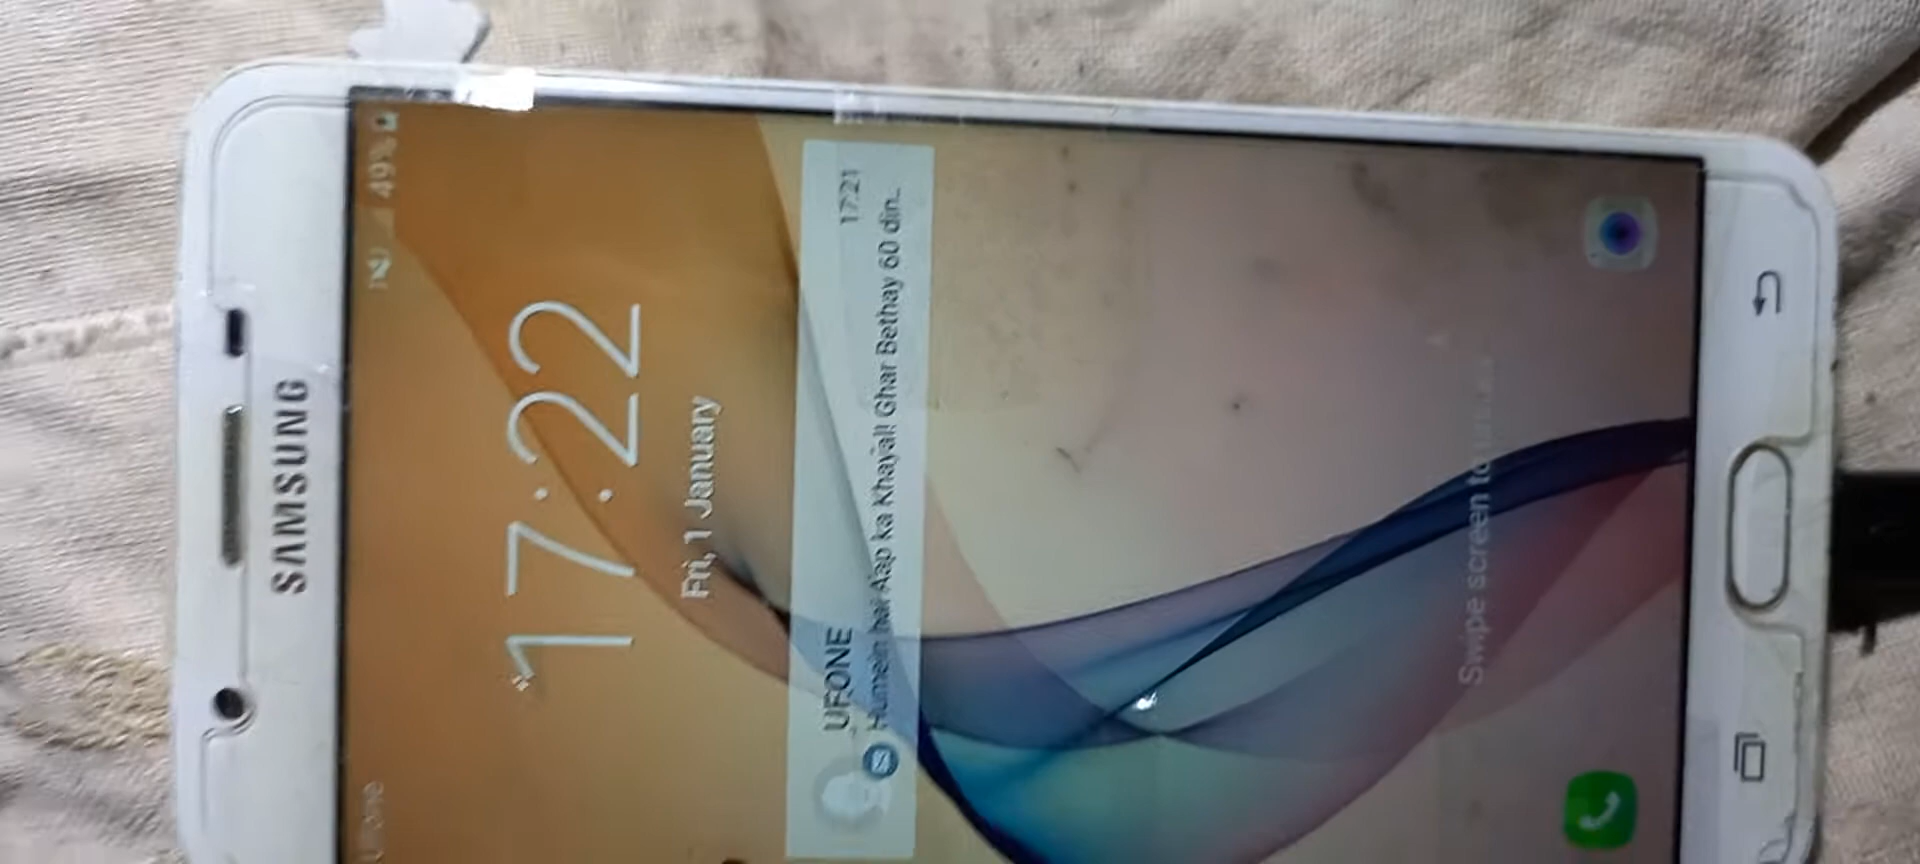 SAMSUNG
Ufone
49%
17:22
Fri, 1 January
UFONE
17:21
Humein hai Aap ka Khayal! Ghar Bethay 60 din..
Swipe screen to